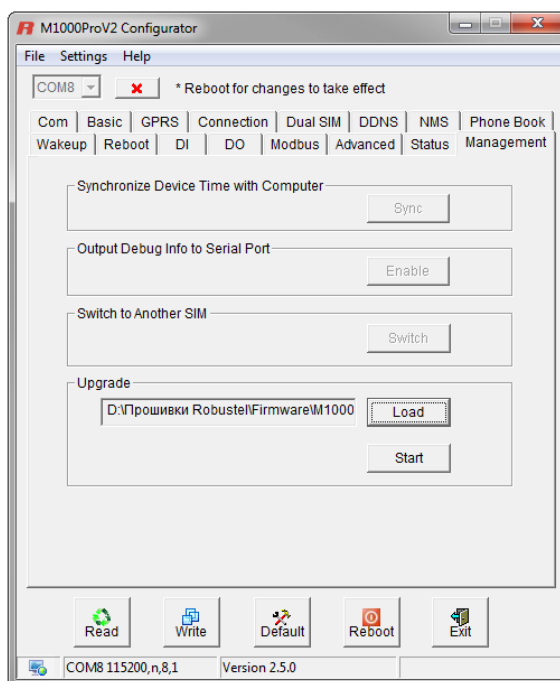 M1000ProV2 Configurator
File Settings Help
COM8 * Reboot for changes to take effect
Com Basic GPRS Connection Dual SIM DDNS NMS Phone Book
Wakeup Reboot DI DO Modbus Advanced Status Management
Synchronize Device Time with Computer
Sync
Output Debug Info to Serial Port
Enable
Switch to Another SIM
Switch
Upgrade
D:\Прошивки Robustel\Firmware\M1000 Load
Start
Read Write Default Reboot Exit
COM8 115200,n,8,1 Version 2.5.0